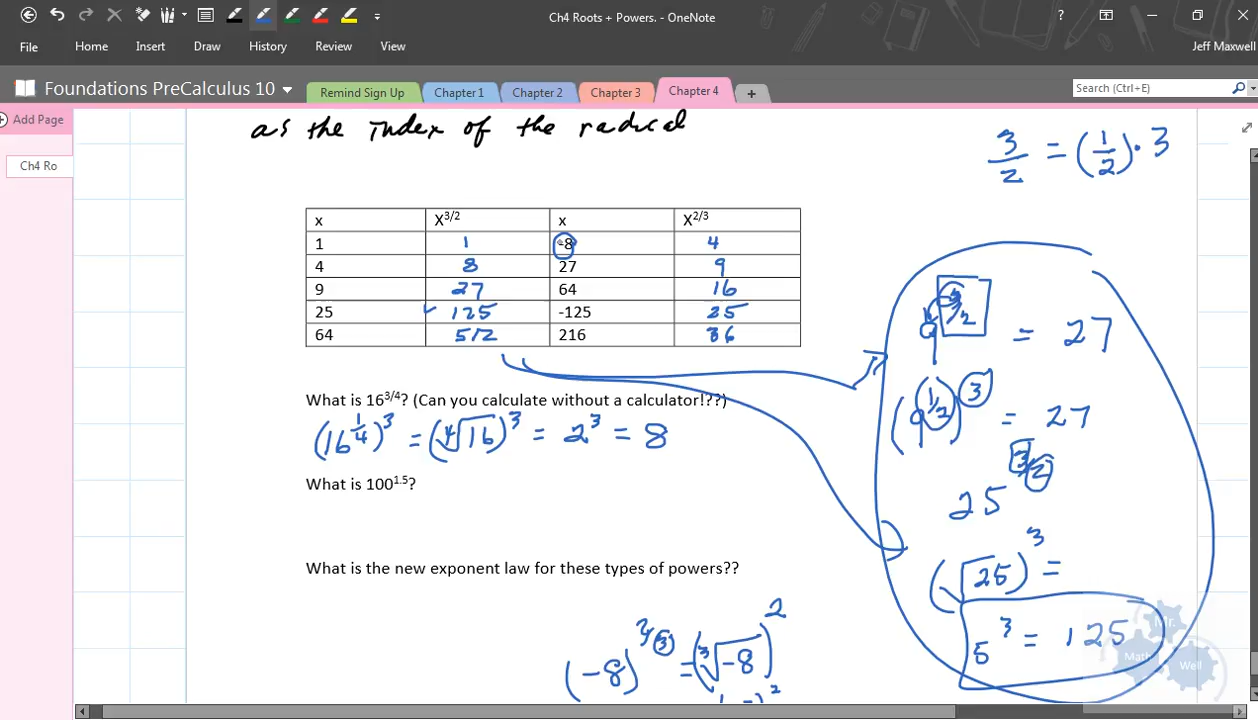 Ch4 Roots + Powers. - OneNote
?
File
Home
Insert
Draw
History
Review
View
Jeff Maxwell
Foundations PreCalculus 10
Remind Sign Up
Chapter 1
Chapter 2
Chapter 3
Chapter 4
+
Search (Ctrl+E)
Add Page
Ch4 Ro
as the index of the radical
3/2 = (1/2)·3
x X^3/2 x X^2/3
1 1 -8 4
4 8 27 9
9 27 64 16
25 125 -125 25
64 512 216 36
9^3/2 = 27
What is 16^3/4? (Can you calculate without a calculator!??)
(16^1/4)^3 = (∜16)^3 = 2^3 = 8
(9^1/2)^3 = 27
What is 100^1.5?
25^3/2
What is the new exponent law for these types of powers??
(√25)^3 =
5^3 = 125
(-8)^2/3 = (∛-8)^2
Mr.
Math
Well